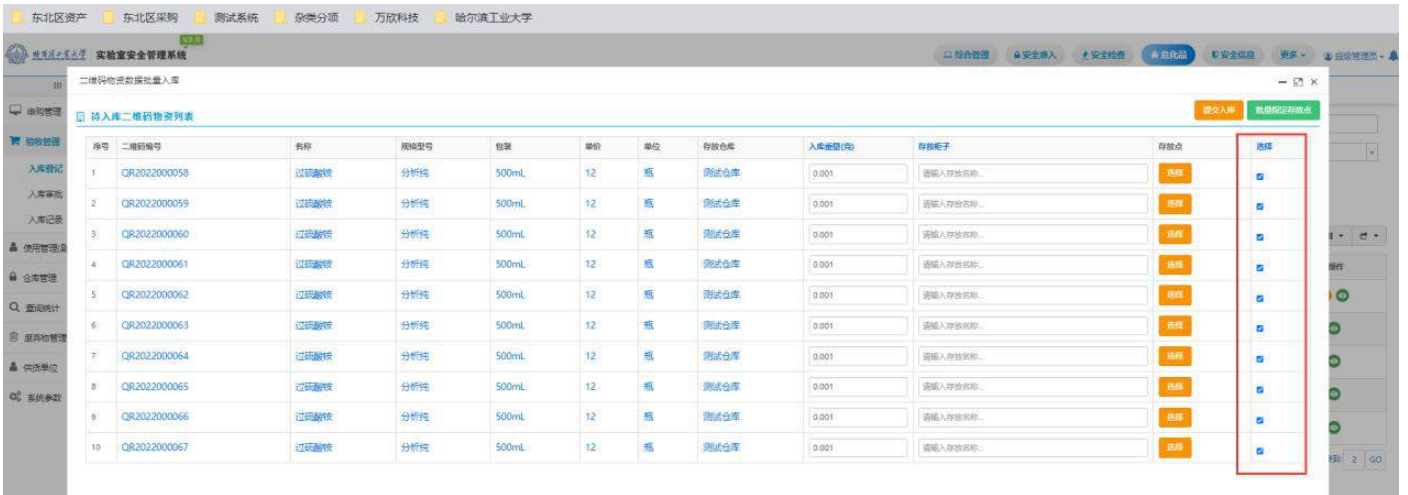 东北区资产 东北区采购 测试系统 杂类分项 万欣科技 哈尔滨工业大学
V3.0
哈尔滨工业大学 实验室安全管理系统 综合管理 安全准入 安全检查 危化品 安全信息 更多 超级管理员
二维码物资数据批量入库
申购管理
待入库二维码物资列表 提交入库 批量指定存放点
验收管理
序号 二维码编号 名称 规格型号 包装 单价 单位 存放仓库 入库重量(克) 存放柜子 存放点 选择
入库登记
1 QR2022000058 过硫酸铵 分析纯 500mL 12 瓶 测试仓库 0.001 请输入存放名称... 选择
入库审批
2 QR2022000059 过硫酸铵 分析纯 500mL 12 瓶 测试仓库 0.001 请输入存放名称... 选择
入库记录
3 QR2022000060 过硫酸铵 分析纯 500mL 12 瓶 测试仓库 0.001 请输入存放名称... 选择
使用管理
4 QR2022000061 过硫酸铵 分析纯 500mL 12 瓶 测试仓库 0.001 请输入存放名称... 选择
操作
仓库管理
5 QR2022000062 过硫酸铵 分析纯 500mL 12 瓶 测试仓库 0.001 请输入存放名称... 选择
查询统计
6 QR2022000063 过硫酸铵 分析纯 500mL 12 瓶 测试仓库 0.001 请输入存放名称... 选择
废弃物管理
7 QR2022000064 过硫酸铵 分析纯 500mL 12 瓶 测试仓库 0.001 请输入存放名称... 选择
供货单位
8 QR2022000065 过硫酸铵 分析纯 500mL 12 瓶 测试仓库 0.001 请输入存放名称... 选择
系统参数
9 QR2022000066 过硫酸铵 分析纯 500mL 12 瓶 测试仓库 0.001 请输入存放名称... 选择
10 QR2022000067 过硫酸铵 分析纯 500mL 12 瓶 测试仓库 0.001 请输入存放名称... 选择
2 GO